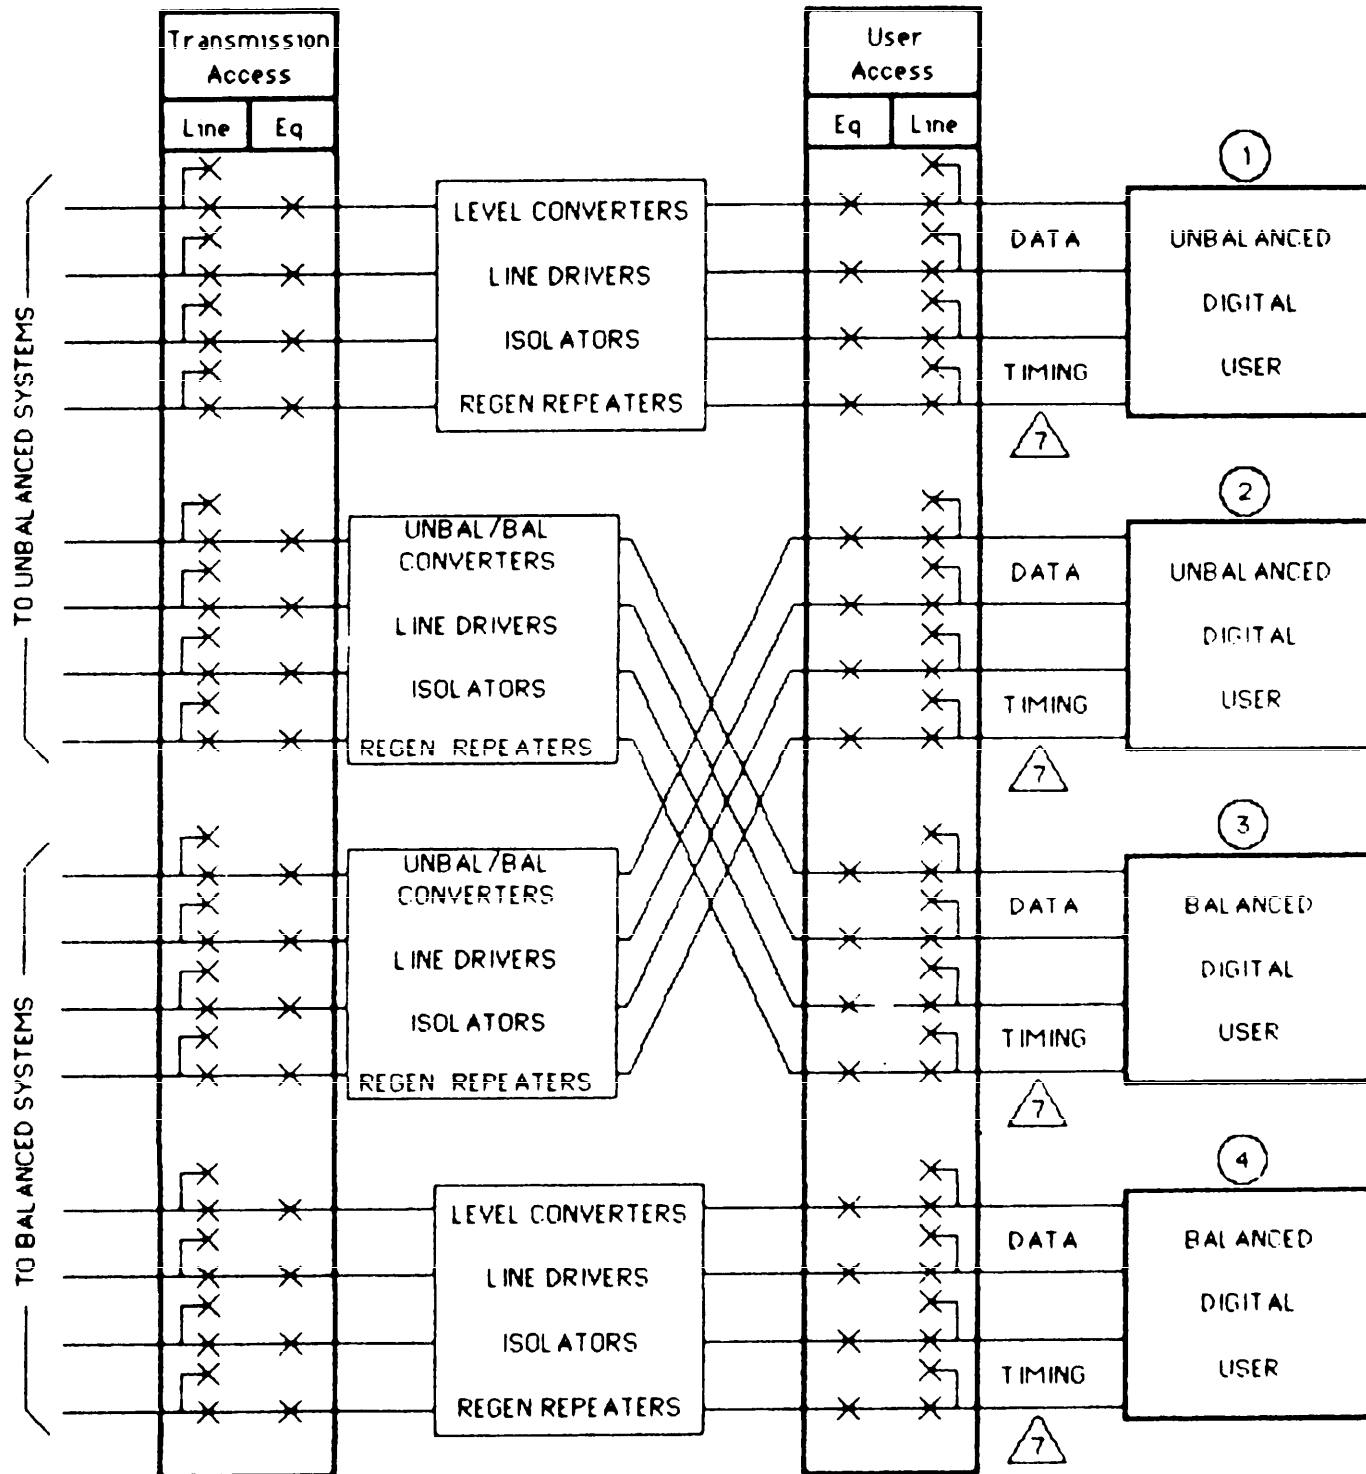 Transmission
Access
Line Eq
User
Access
Eq Line
TO UNBALANCED SYSTEMS
TO BALANCED SYSTEMS
LEVEL CONVERTERS
LINE DRIVERS
ISOLATORS
REGEN REPEATERS
DATA
TIMING
7
1
UNBALANCED
DIGITAL
USER
UNBAL/BAL
CONVERTERS
LINE DRIVERS
ISOLATORS
REGEN REPEATERS
DATA
TIMING
7
2
UNBALANCED
DIGITAL
USER
UNBAL/BAL
CONVERTERS
LINE DRIVERS
ISOLATORS
REGEN REPEATERS
DATA
TIMING
7
3
BALANCED
DIGITAL
USER
LEVEL CONVERTERS
LINE DRIVERS
ISOLATORS
REGEN REPEATERS
DATA
TIMING
7
4
BALANCED
DIGITAL
USER